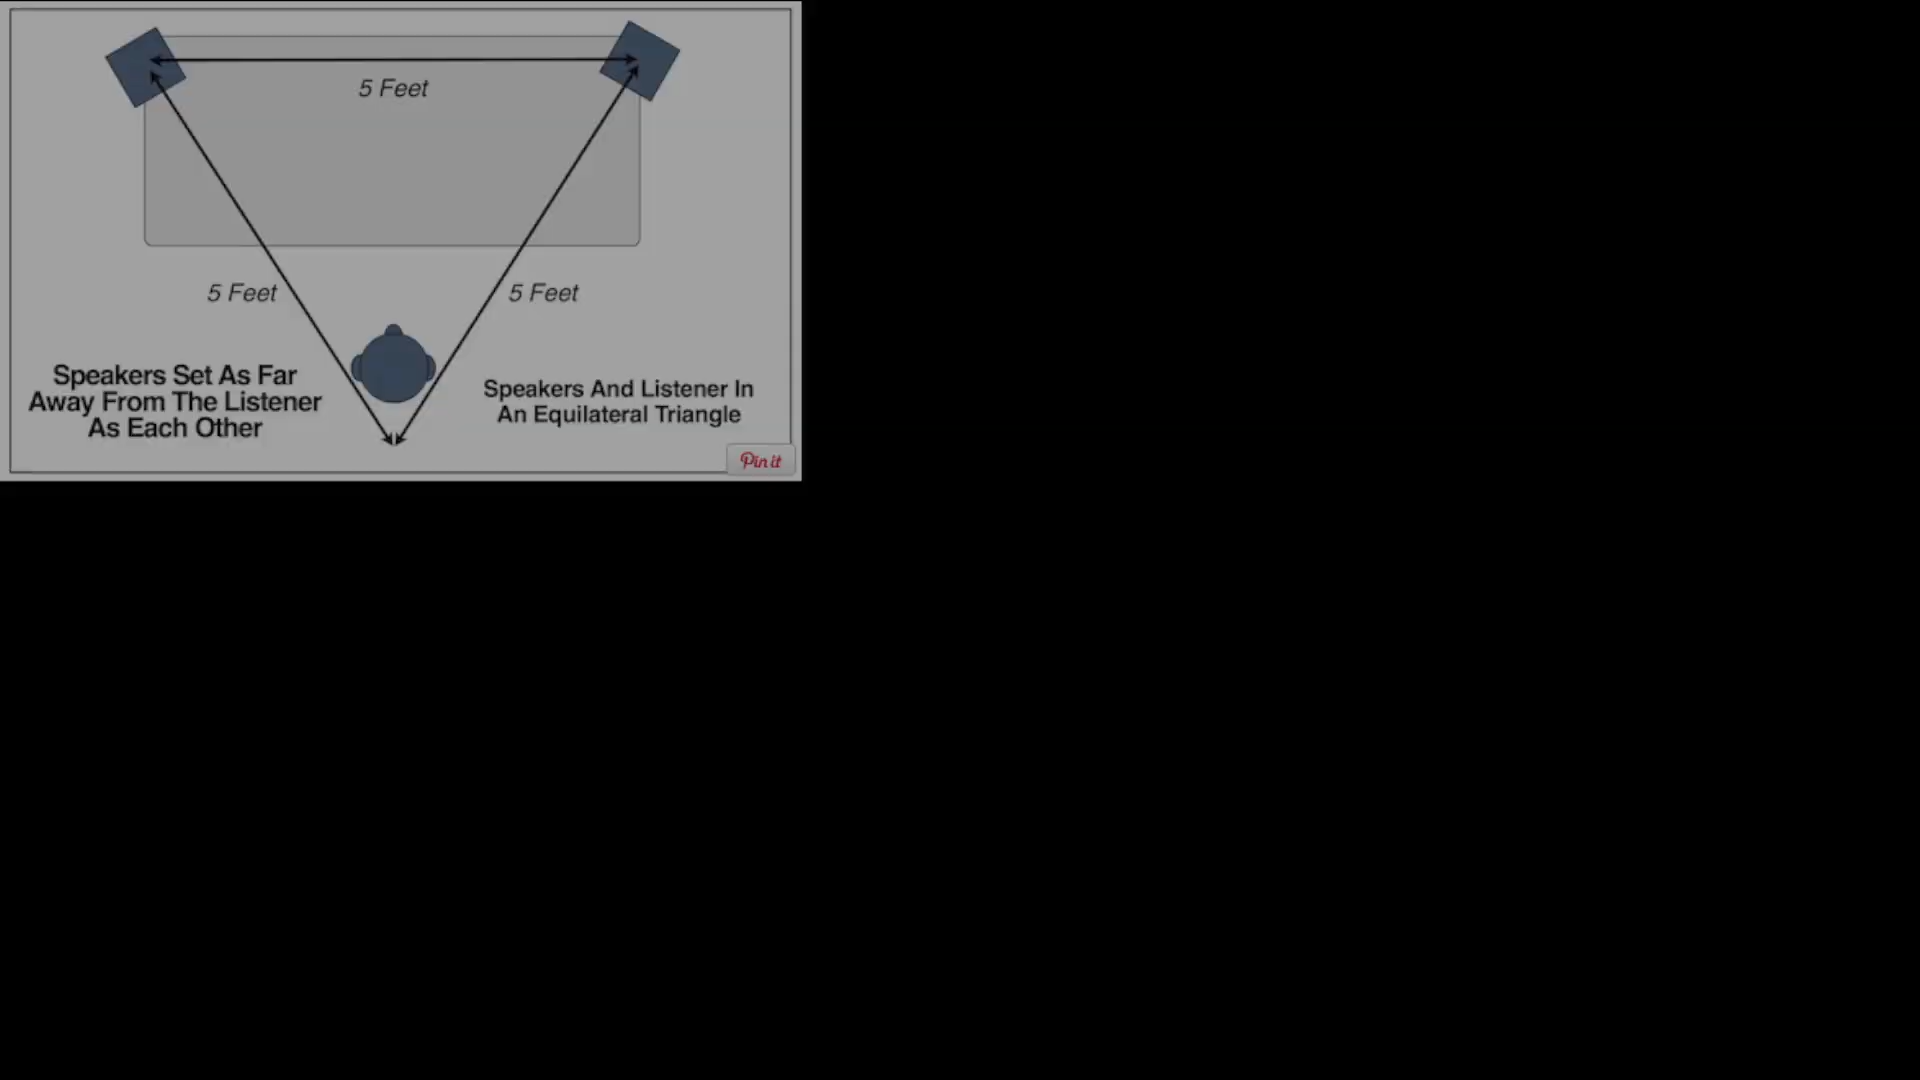 5 Feet
5 Feet
5 Feet
Speakers Set As Far
Away From The Listener
As Each Other
Speakers And Listener In
An Equilateral Triangle
Pin it